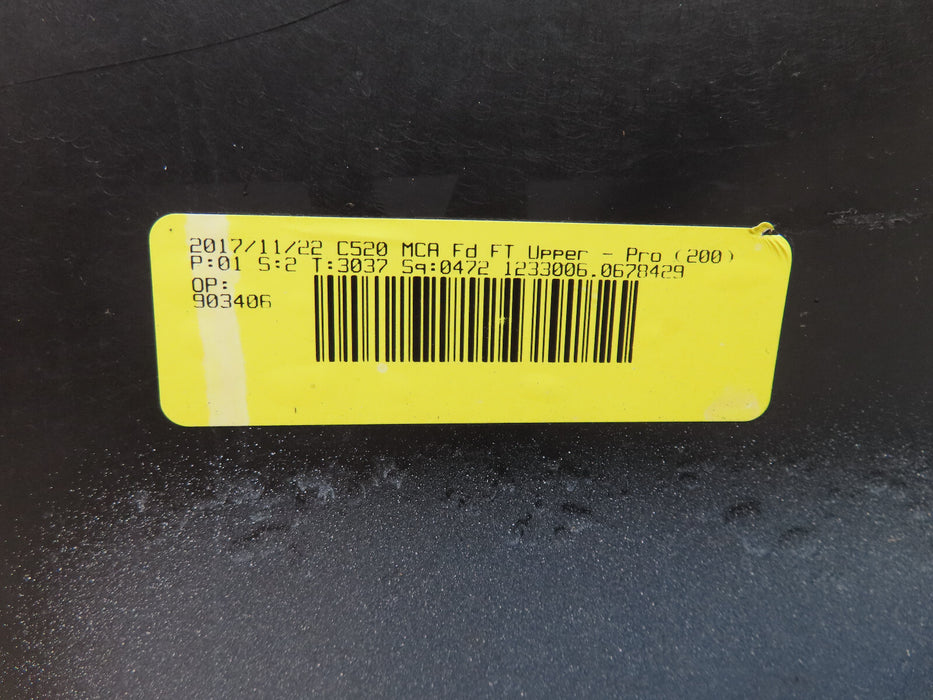 2017/11/22 C520 MCA Fd FT Upper - Pro (200)
P:01 S:2 T:3037 Sq:0472 1233006.0678429
OP:
903406